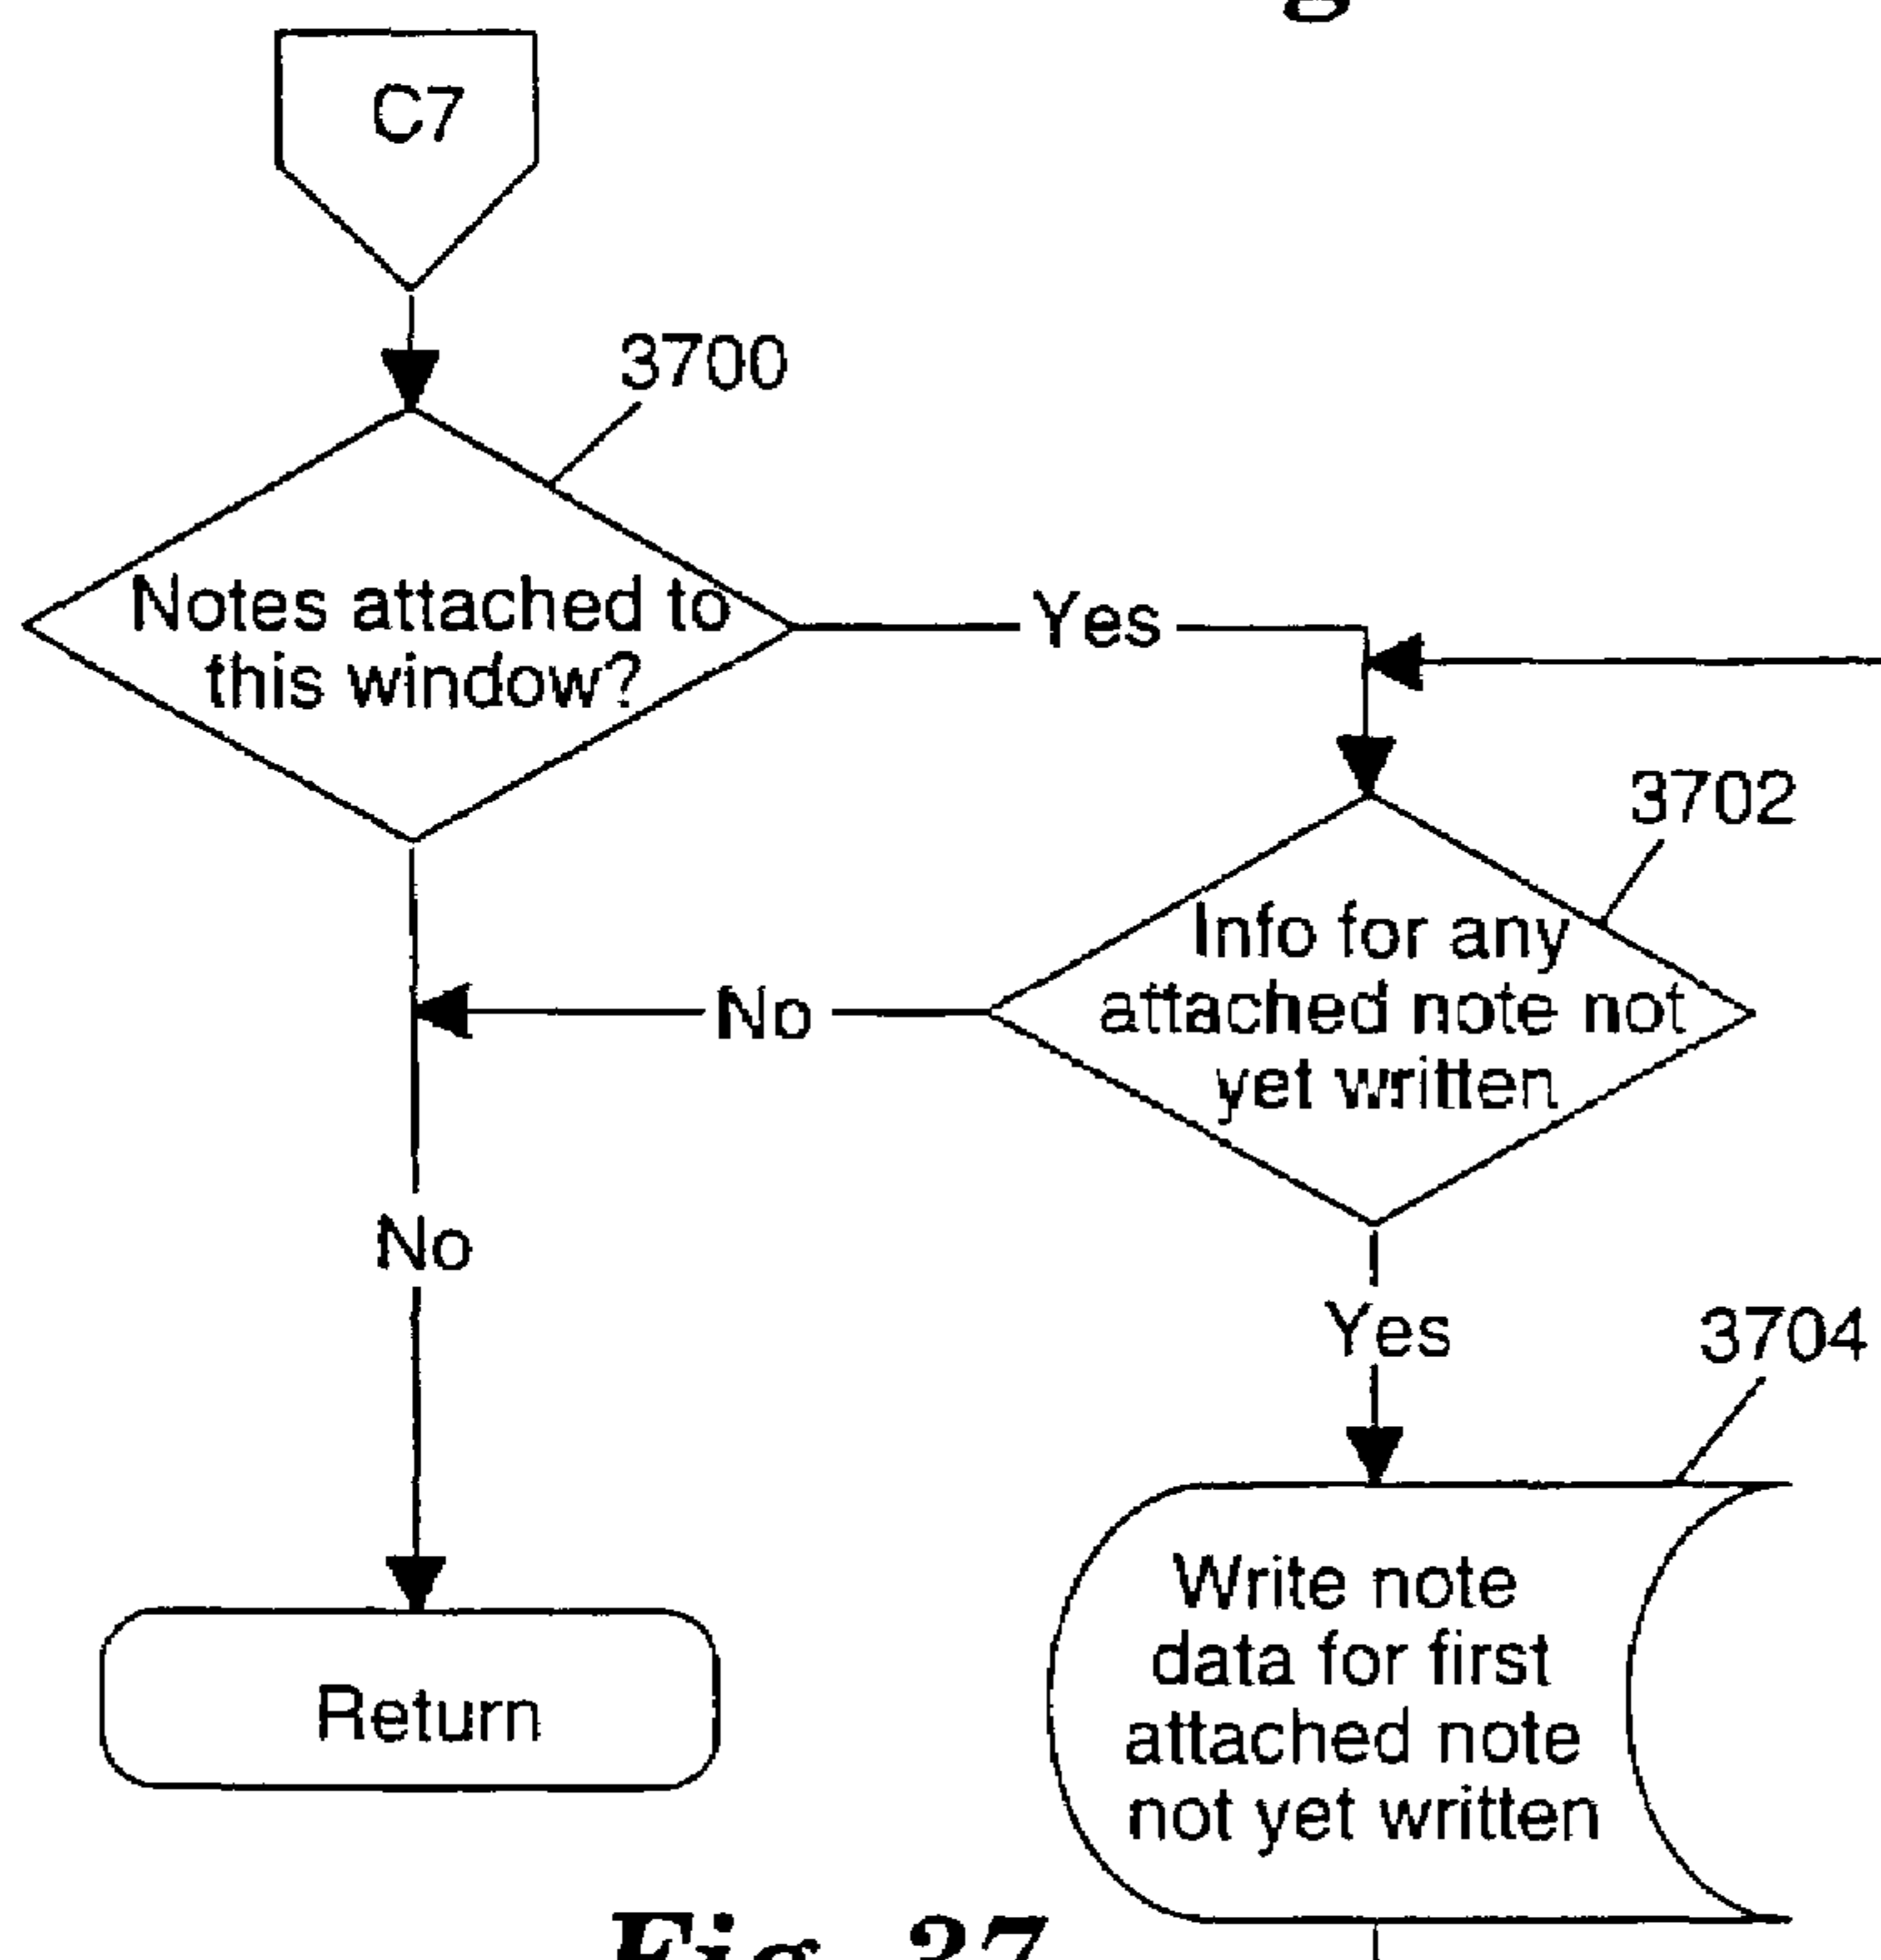 C7
3700
Notes attached to
this window?
Yes
3702
Info for any
attached note not
yet written
No
No
Yes
3704
Write note
data for first
attached note
not yet written
Return
Fig. 37